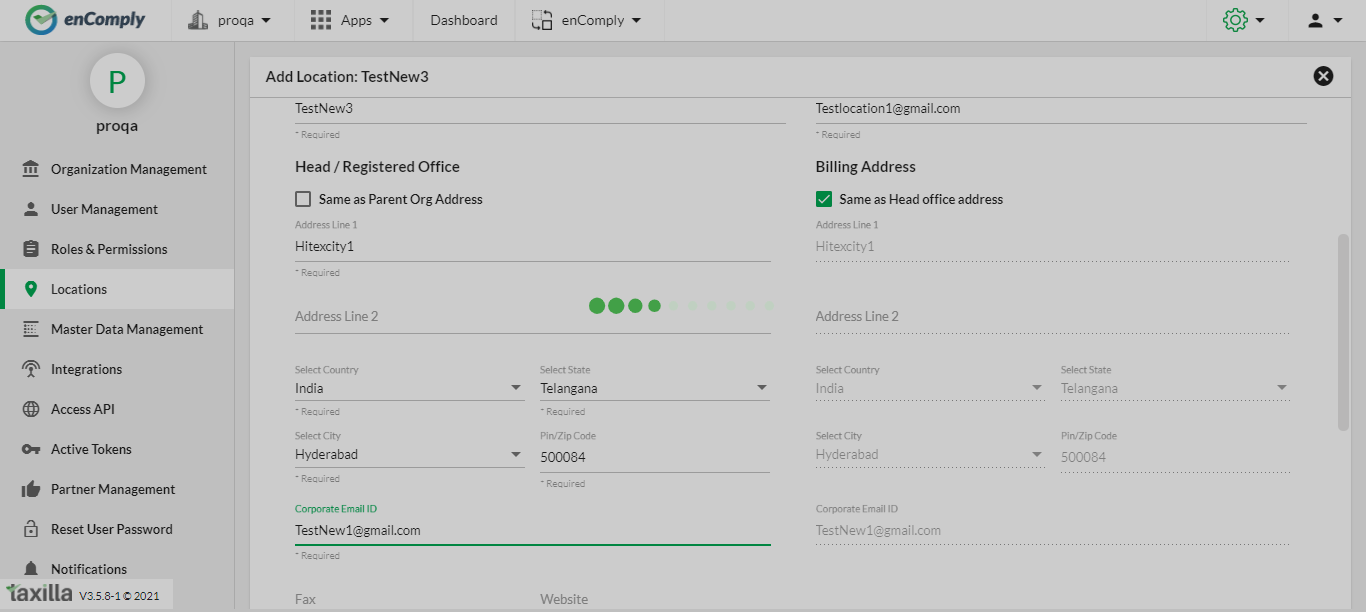 enComply
proqa
Apps
Dashboard
enComply
P
proqa
Organization Management
User Management
Roles & Permissions
Locations
Master Data Management
Integrations
Access API
Active Tokens
Partner Management
Reset User Password
Notifications
taxilla V3.5.8-1 © 2021
Add Location: TestNew3
TestNew3
* Required
Testlocation1@gmail.com
* Required
Head / Registered Office
Same as Parent Org Address
Address Line 1
Hitexcity1
* Required
Address Line 2
Select Country
India
* Required
Select State
Telangana
* Required
Select City
Hyderabad
* Required
Pin/Zip Code
500084
* Required
Corporate Email ID
TestNew1@gmail.com
* Required
Fax
Website
Billing Address
Same as Head office address
Address Line 1
Hitexcity1
Address Line 2
Select Country
India
Select State
Telangana
Select City
Hyderabad
Pin/Zip Code
500084
Corporate Email ID
TestNew1@gmail.com